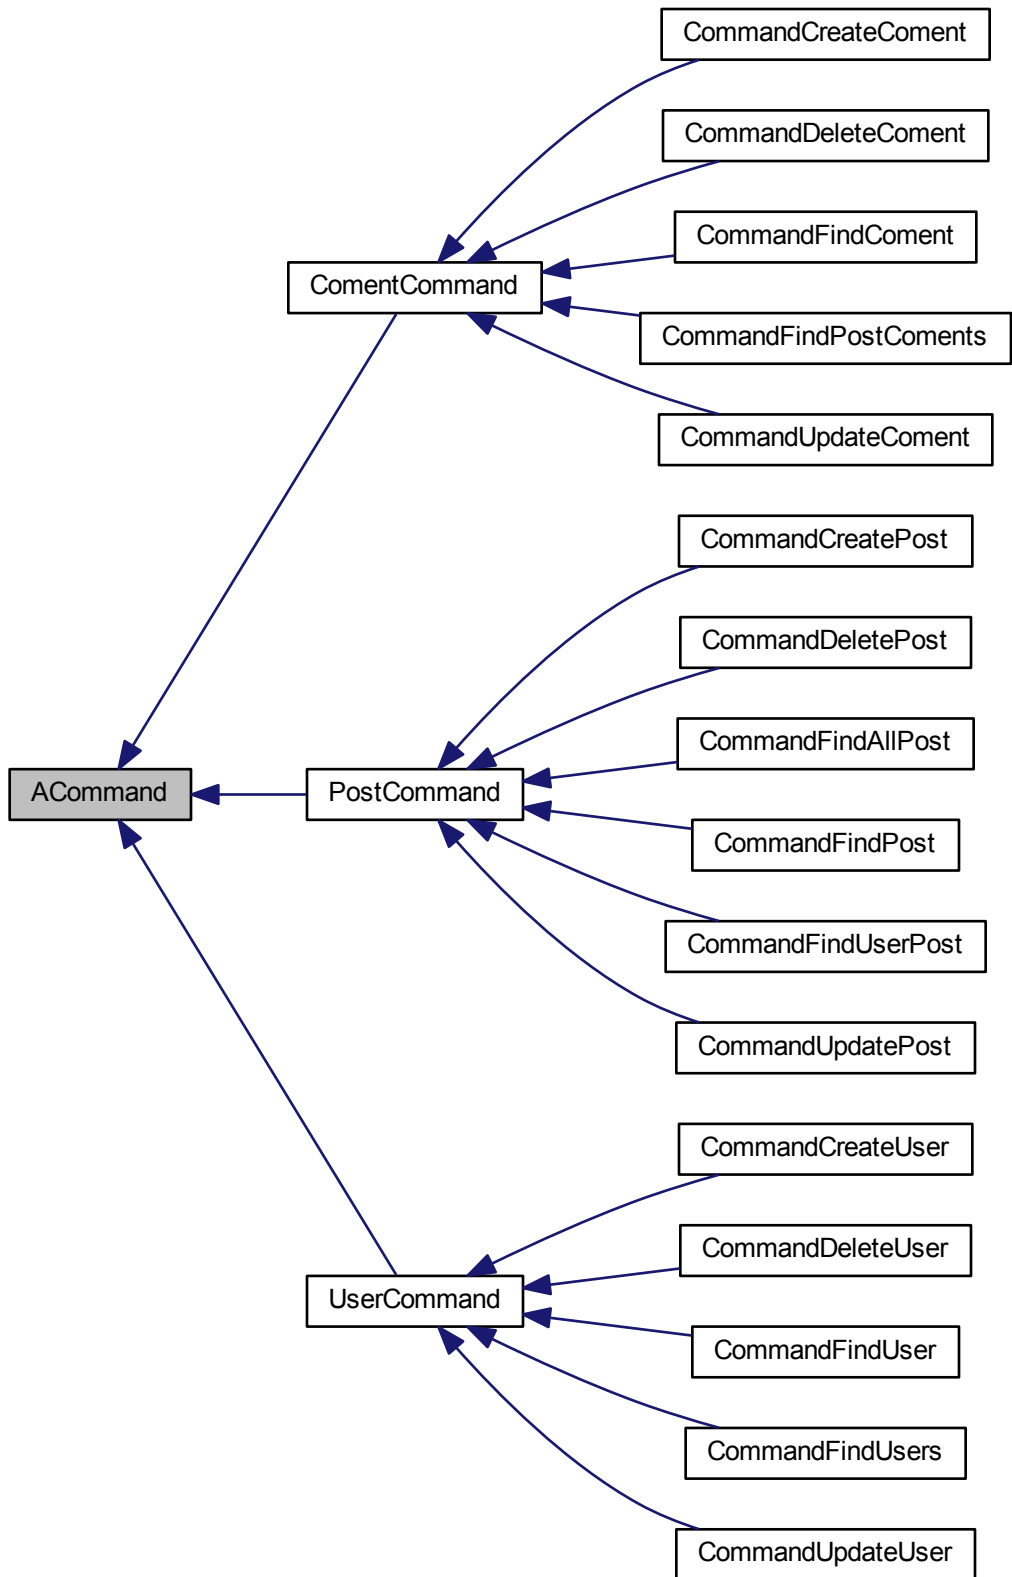 CommandCreateComent
CommandDeleteComent
CommandFindComent
ComentCommand
CommandFindPostComents
CommandUpdateComent
CommandCreatePost
CommandDeletePost
CommandFindAllPost
ACommand
PostCommand
CommandFindPost
CommandFindUserPost
CommandUpdatePost
CommandCreateUser
CommandDeleteUser
UserCommand
CommandFindUser
CommandFindUsers
CommandUpdateUser